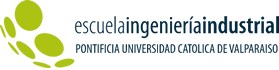 escuelaingenieríaindustrial
PONTIFICIA UNIVERSIDAD CATOLICA DE VALPARAISO